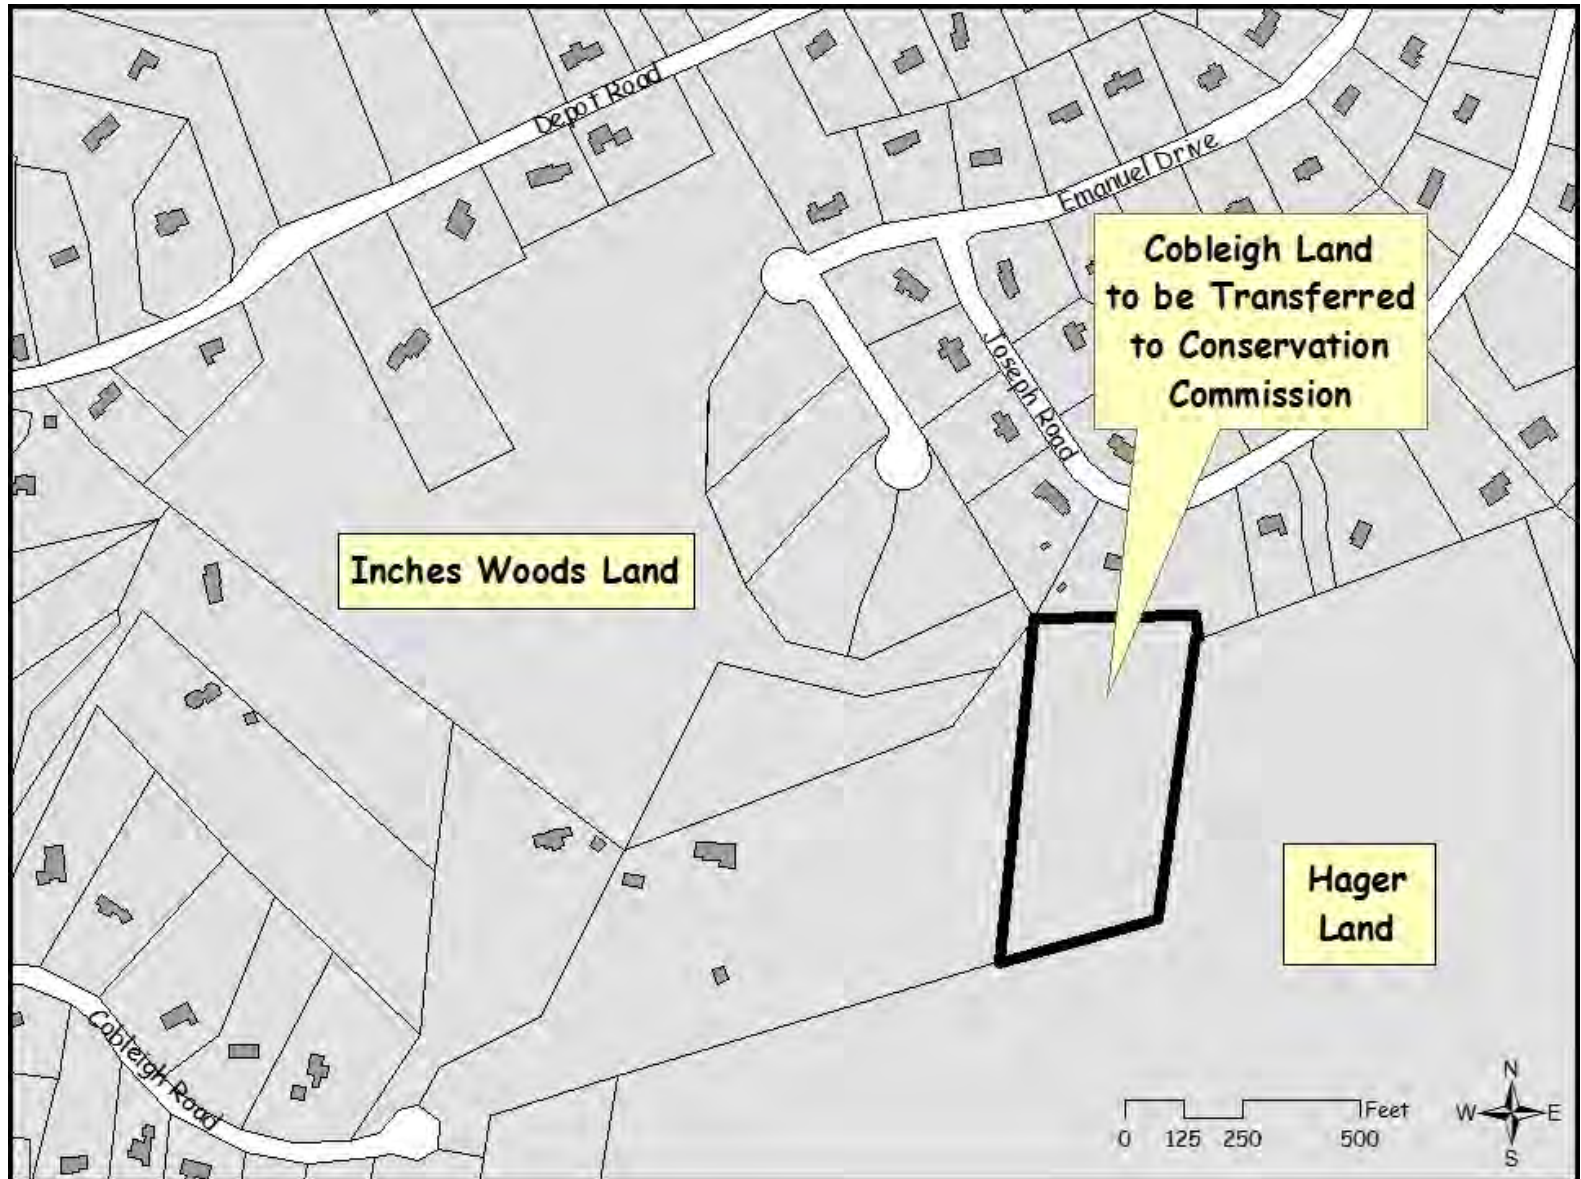 Depot Road
Emanuel Drive
Cobleigh Land
to be Transferred
to Conservation
Commission
Joseph Road
Inches Woods Land
Hager
Land
Cobleigh Road
Feet
0 125 250 500
N
W E
S